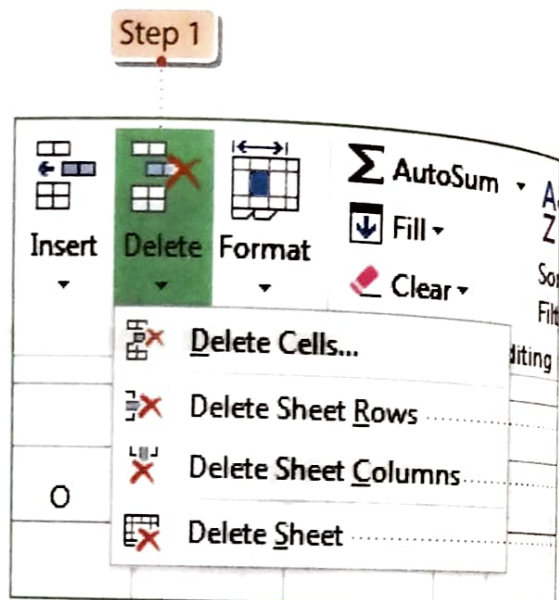 Step 1
Insert Delete Format
AutoSum
Fill
Clear
Delete Cells...
Delete Sheet Rows
Delete Sheet Columns
Delete Sheet
O